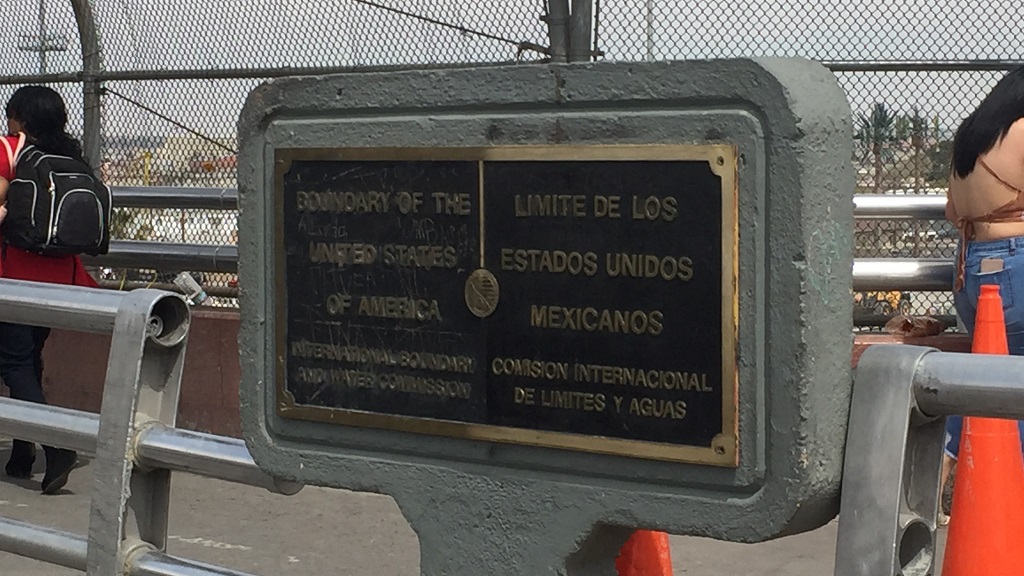 BOUNDARY OF THE
UNITED STATES
OF AMERICA
INTERNATIONAL BOUNDARY
AND WATER COMMISSION
LIMITE DE LOS
ESTADOS UNIDOS
MEXICANOS
COMISION INTERNACIONAL
DE LIMITES Y AGUAS